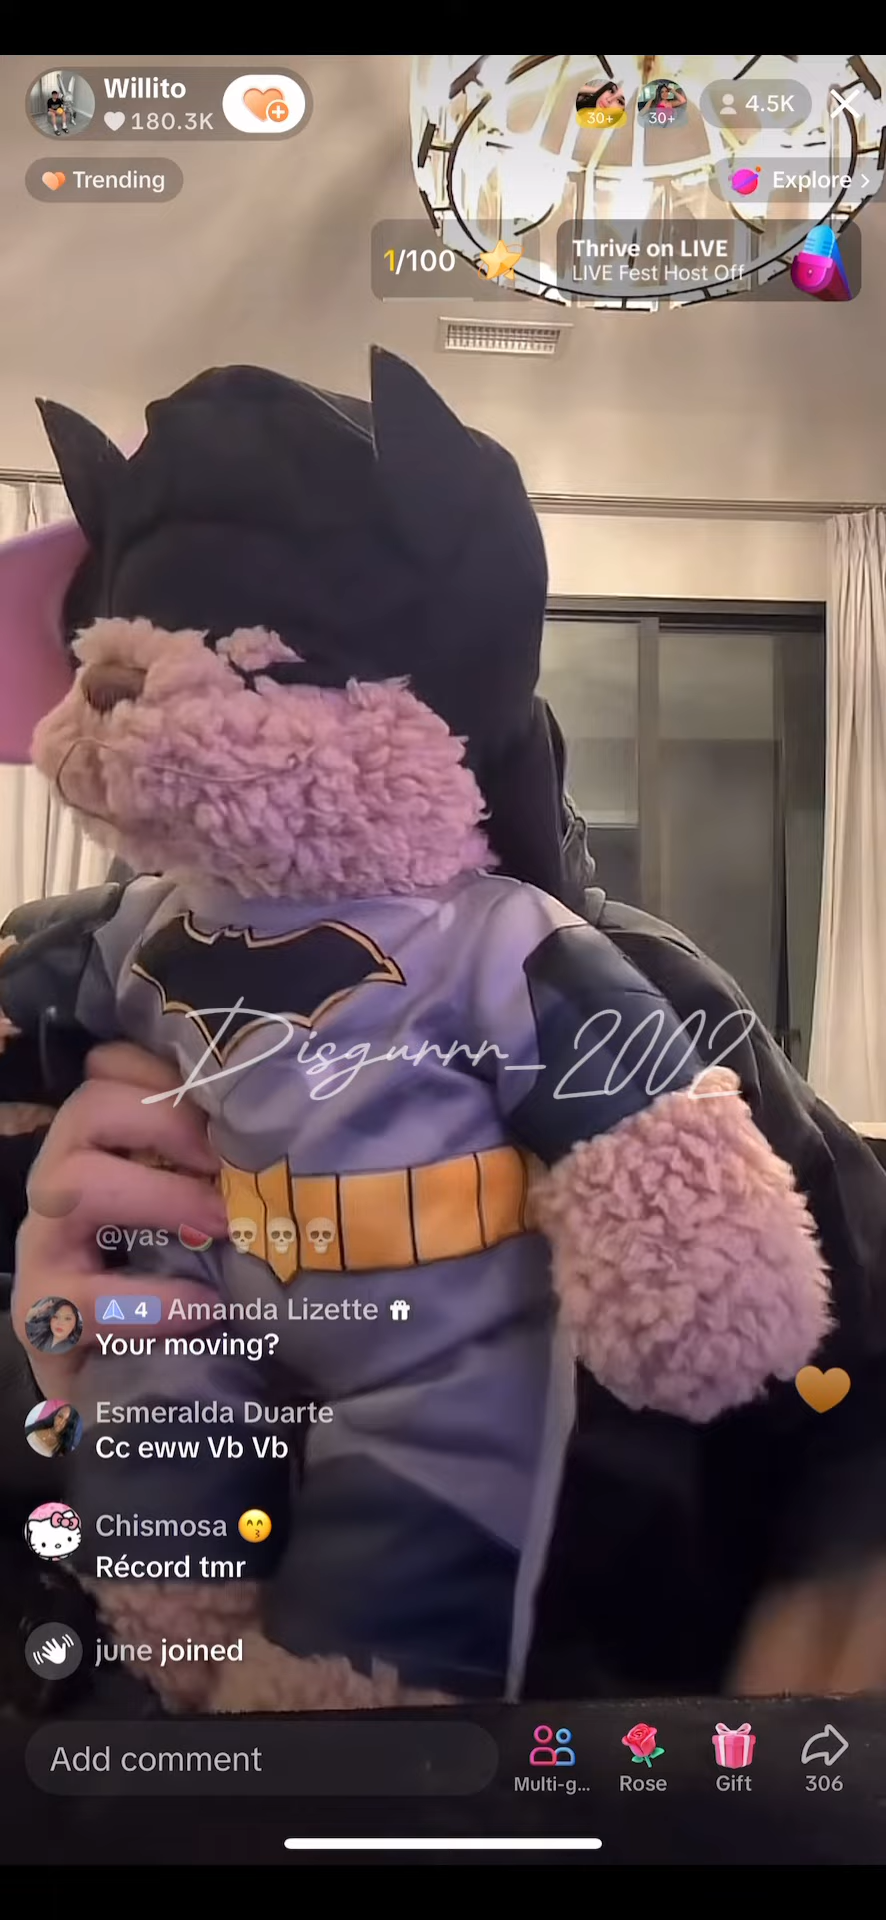 Willito
180.3K
30+
30+
4.5K
Trending
Explore >
1/100
Thrive on LIVE
LIVE Fest Host Off
Disgunnn_2002
@yas 🍉 💀💀💀
4 Amanda Lizette
Your moving?
Esmeralda Duarte
Cc eww Vb Vb
Chismosa 😙
Récord tmr
june joined
Add comment
Multi-g...
Rose
Gift
306